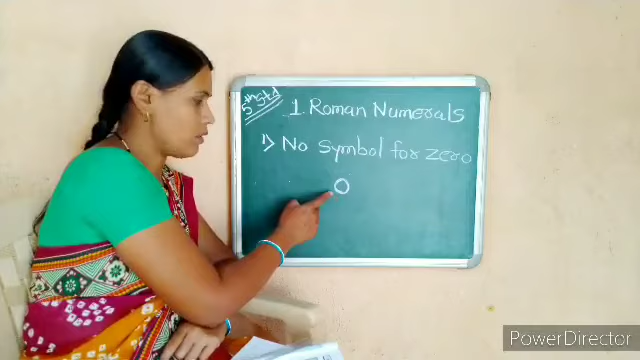 5th Std
1. Roman Numerals
1) No Symbol for zero
0
PowerDirector